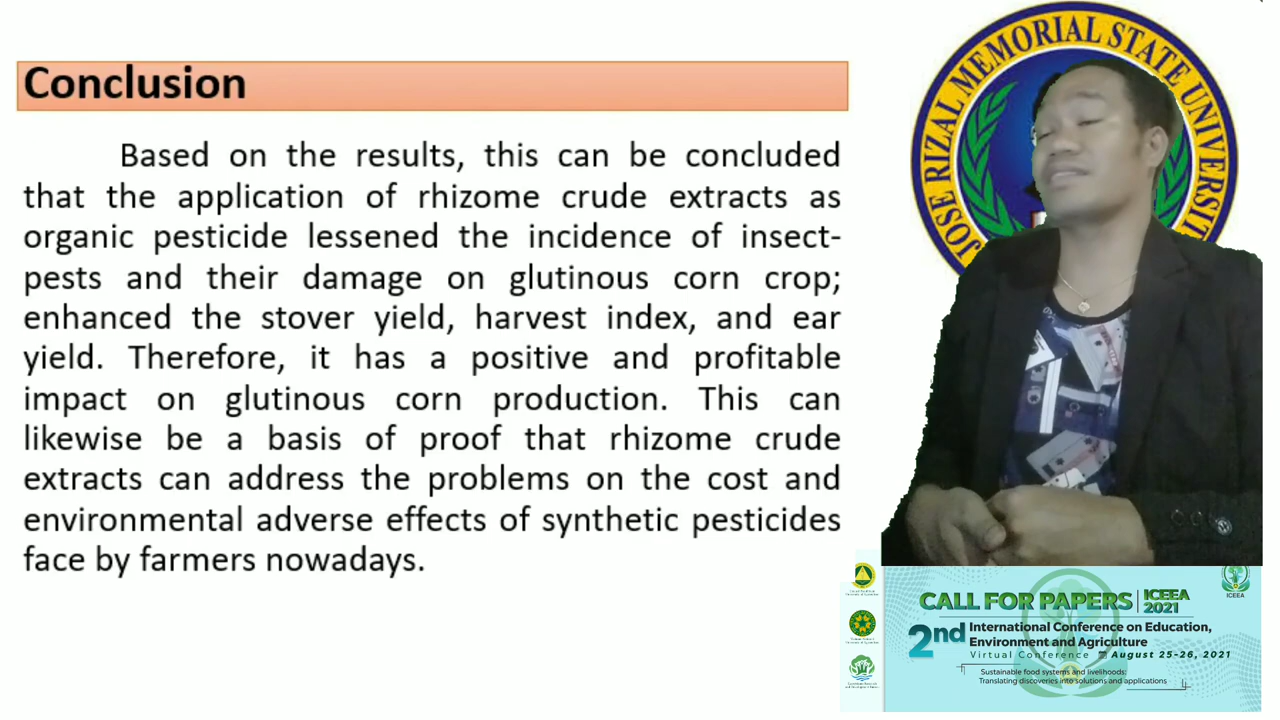 Conclusion
Based on the results, this can be concluded
that the application of rhizome crude extracts as
organic pesticide lessened the incidence of insect-
pests and their damage on glutinous corn crop;
enhanced the stover yield, harvest index, and ear
yield. Therefore, it has a positive and profitable
impact on glutinous corn production. This can
likewise be a basis of proof that rhizome crude
extracts can address the problems on the cost and
environmental adverse effects of synthetic pesticides
face by farmers nowadays.
JOSE RIZAL MEMORIAL STATE UNIVERSIT
CALL FOR PAPERS ICEEA
2021
2nd International Conference on Education,
Environment and Agriculture
Virtual Conference August 25-26, 2021
Sustainable food systems and livelihoods:
Translating discoveries into solutions and applications
ICEEA